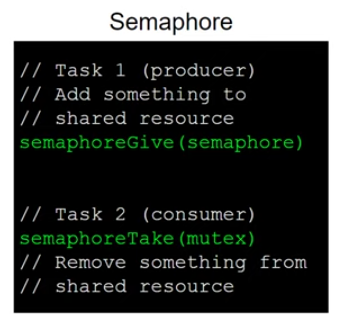 Semaphore
// Task 1 (producer)
// Add something to
// shared resource
semaphoreGive(semaphore)
// Task 2 (consumer)
semaphoreTake(mutex)
// Remove something from
// shared resource